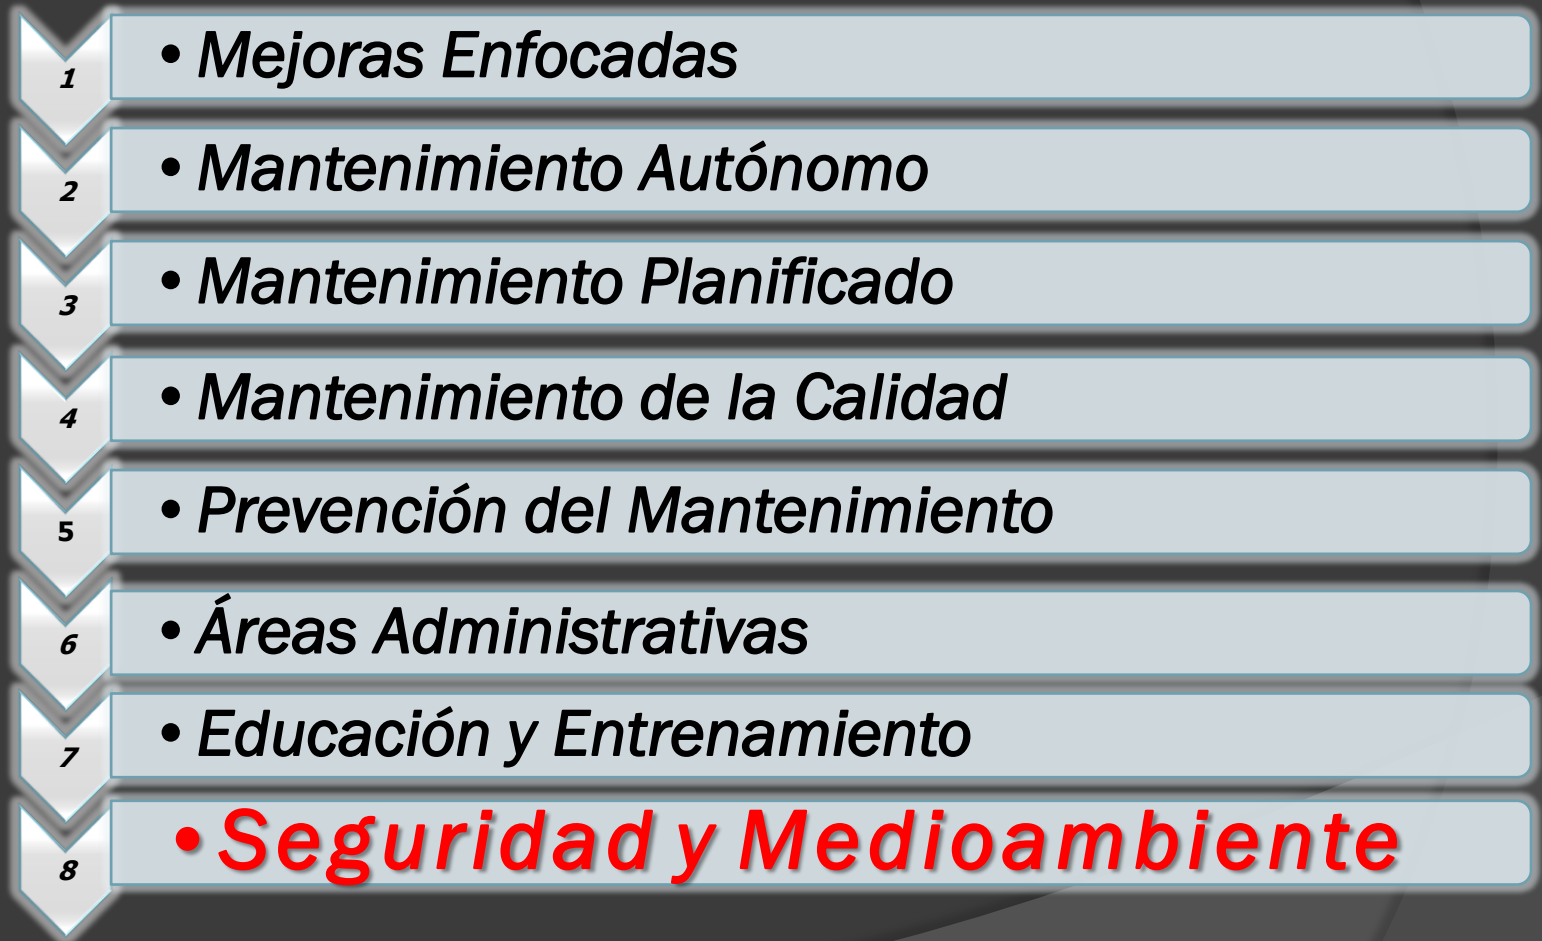 1 • Mejoras Enfocadas
2 • Mantenimiento Autónomo
3 • Mantenimiento Planificado
4 • Mantenimiento de la Calidad
5 • Prevención del Mantenimiento
6 • Áreas Administrativas
7 • Educación y Entrenamiento
8 • Seguridad y Medioambiente